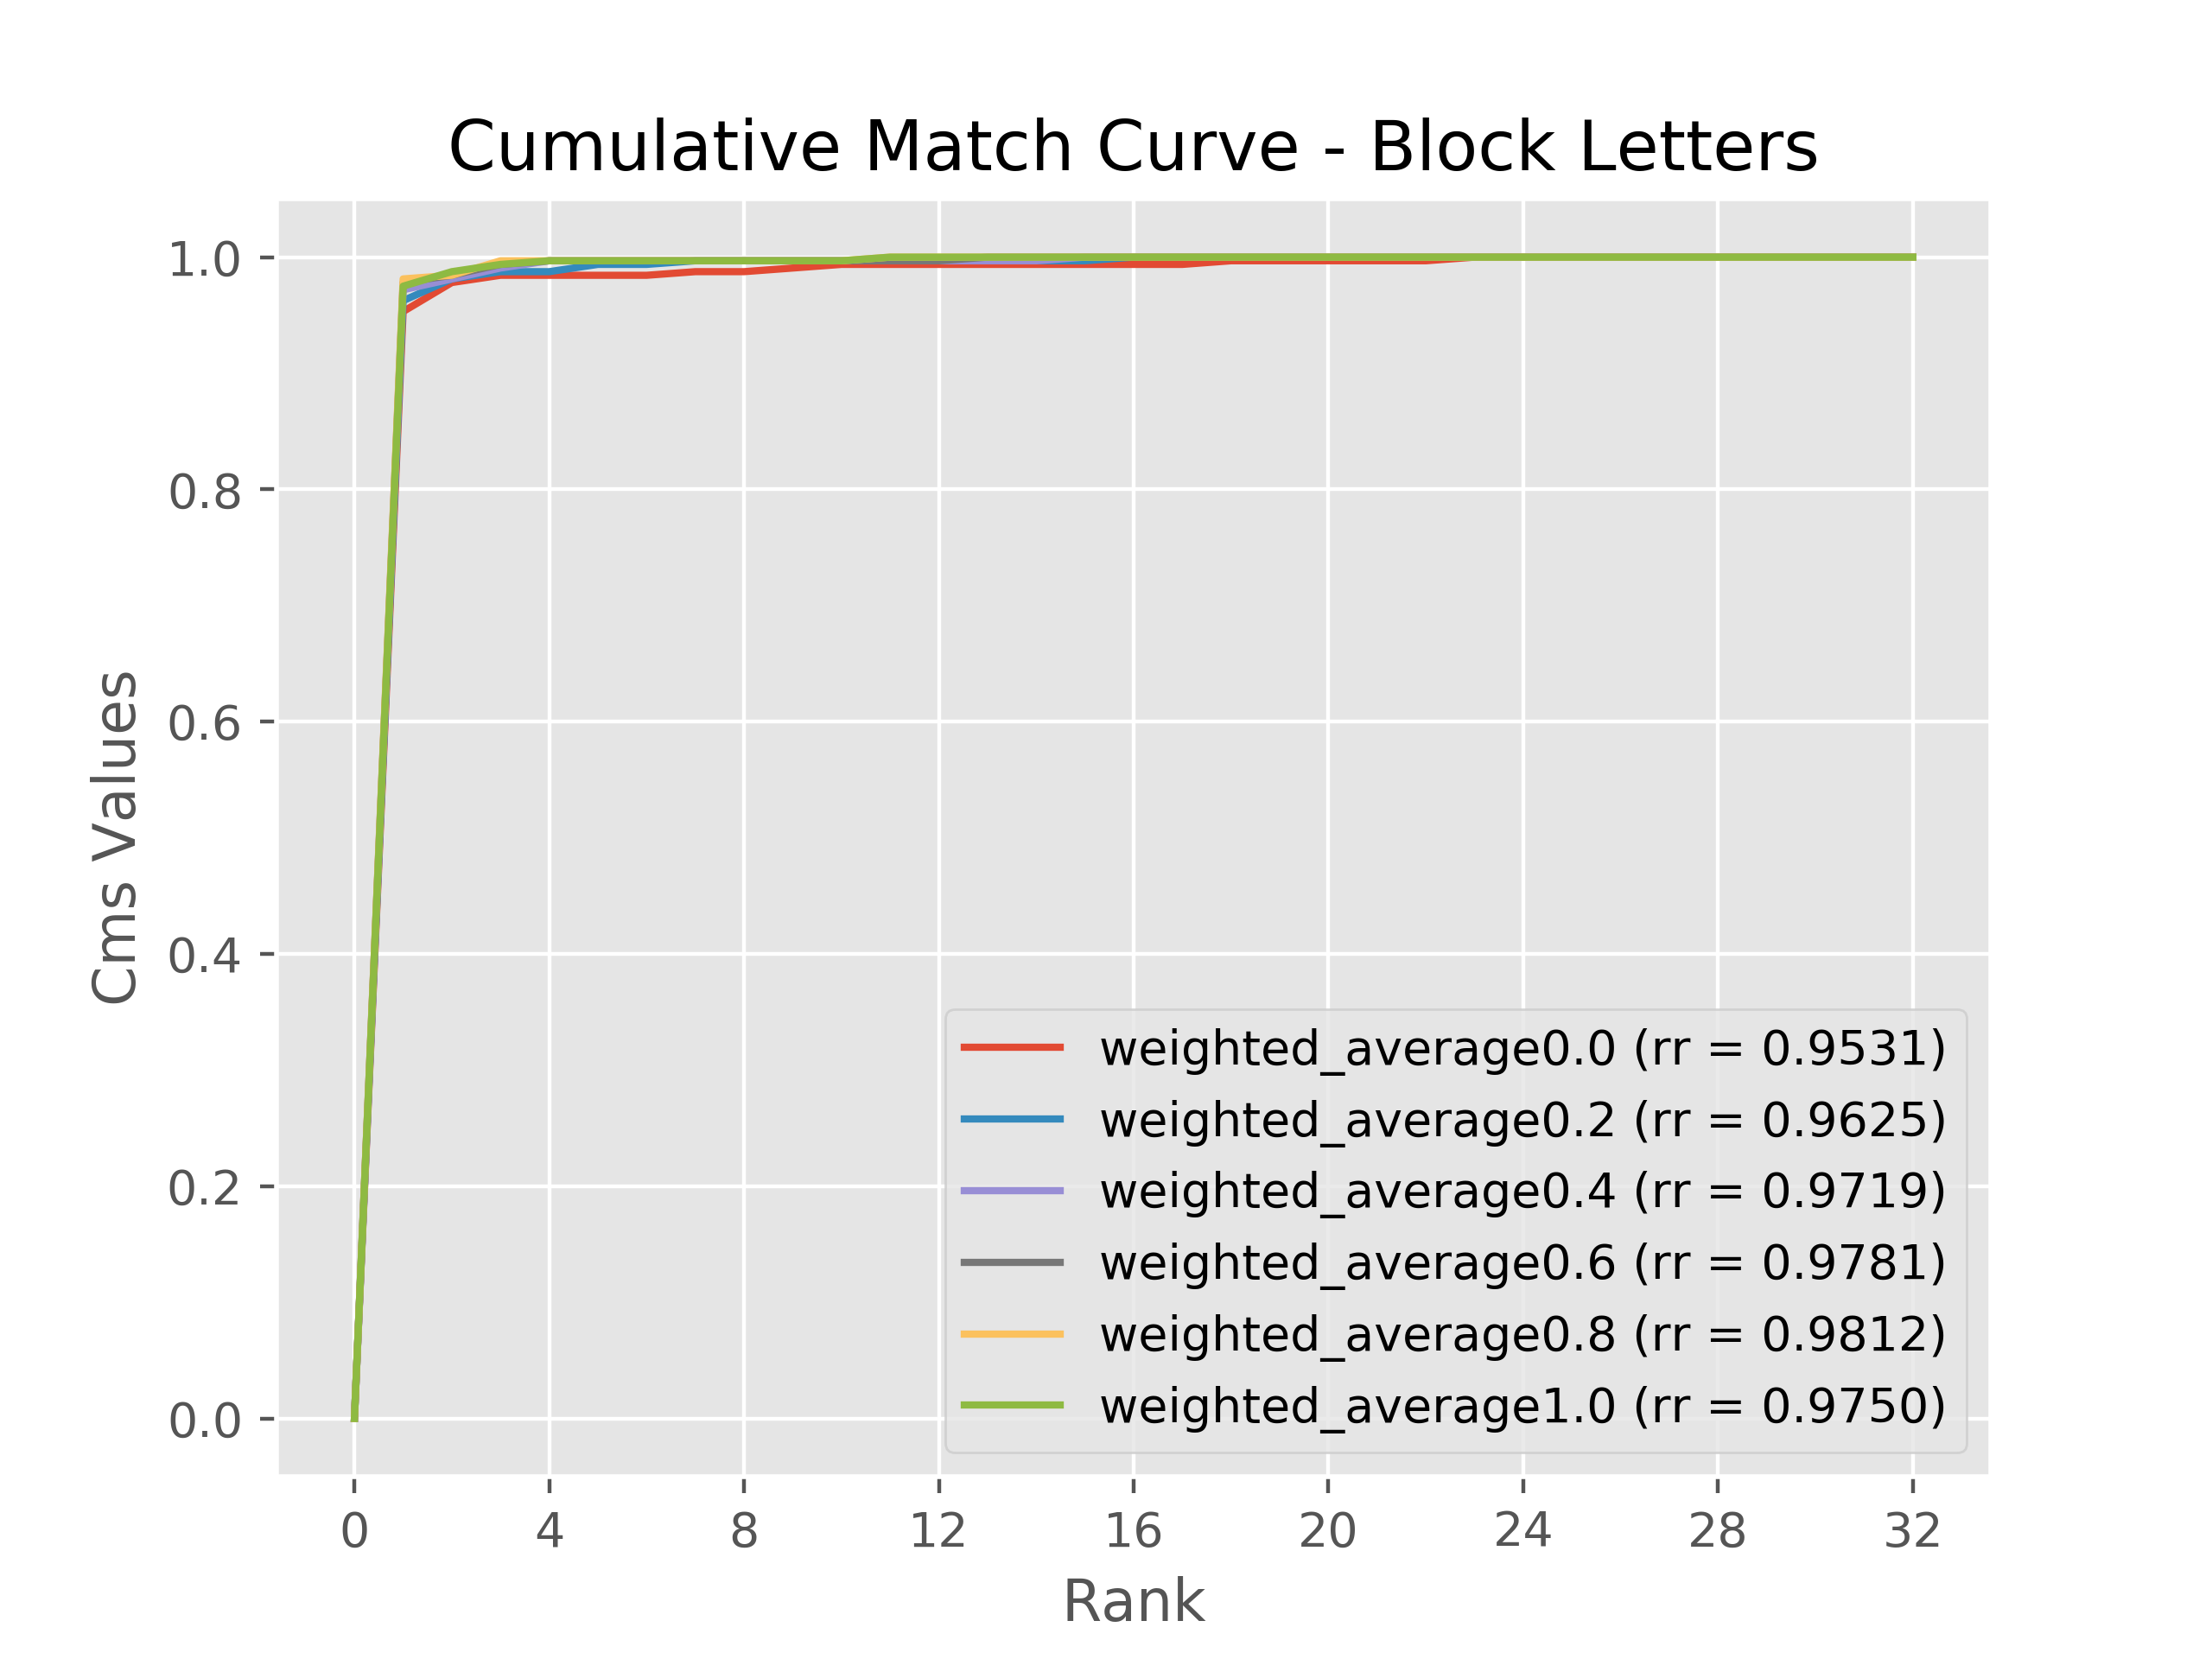 Cumulative Match Curve - Block Letters
1.0
0.8
0.6
0.4
0.2
0.0
Cms Values
weighted_average0.0 (rr = 0.9531)
weighted_average0.2 (rr = 0.9625)
weighted_average0.4 (rr = 0.9719)
weighted_average0.6 (rr = 0.9781)
weighted_average0.8 (rr = 0.9812)
weighted_average1.0 (rr = 0.9750)
0 4 8 12 16 20 24 28 32
Rank